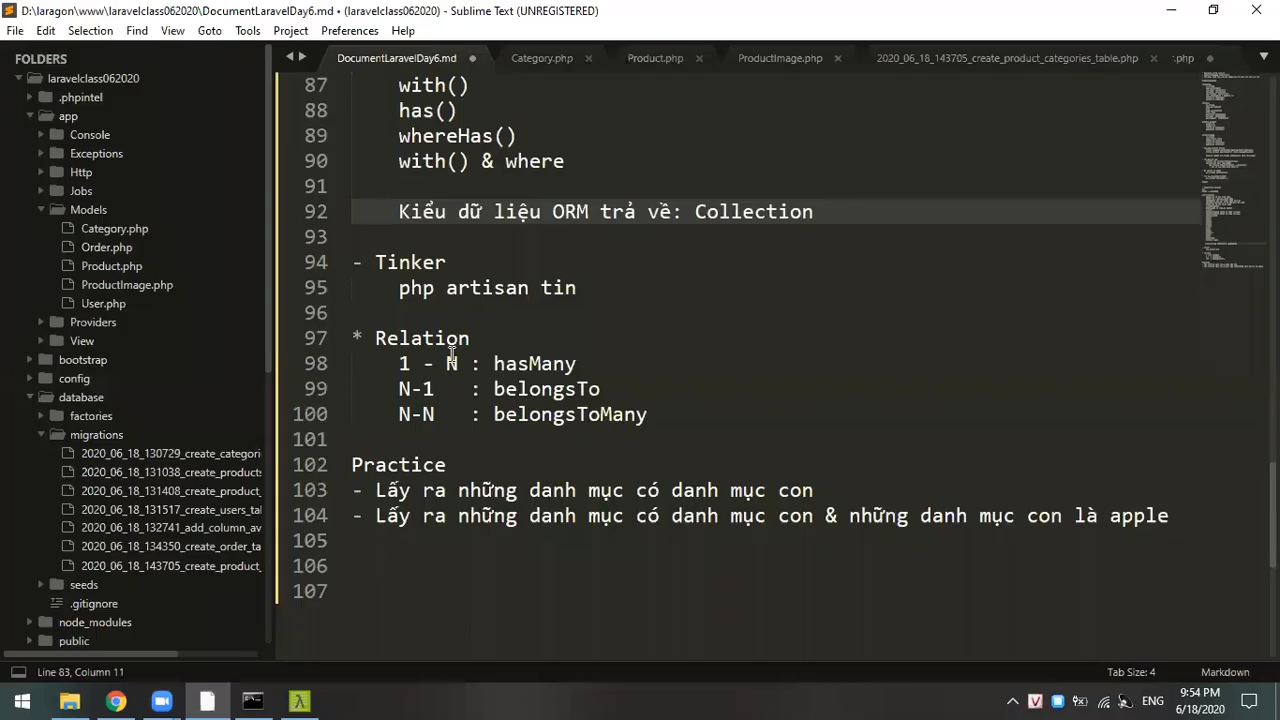 D:\laragon\www\laravelclass062020\DocumentLaravelDay6.md • (laravelclass062020) - Sublime Text (UNREGISTERED)
File Edit Selection Find View Goto Tools Project Preferences Help
FOLDERS
laravelclass062020
.phpintel
app
Console
Exceptions
Http
Jobs
Models
Category.php
Order.php
Product.php
ProductImage.php
User.php
Providers
View
bootstrap
config
database
factories
migrations
2020_06_18_130729_create_categori
2020_06_18_131038_create_products
2020_06_18_131408_create_product_
2020_06_18_131517_create_users_ta
2020_06_18_132741_add_column_av
2020_06_18_134350_create_order_ta
2020_06_18_143705_create_product_
seeds
.gitignore
node_modules
public
DocumentLaravelDay6.md Category.php Product.php ProductImage.php 2020_06_18_143705_create_product_categories_table.php .php
87 with()
88 has()
89 whereHas()
90 with() & where
91
92 Kiểu dữ liệu ORM trả về: Collection
93
94 - Tinker
95 php artisan tin
96
97 * Relation
98 1 - N : hasMany
99 N-1 : belongsTo
100 N-N : belongsToMany
101
102 Practice
103 - Lấy ra những danh mục có danh mục con
104 - Lấy ra những danh mục có danh mục con & những danh mục con là apple
105
106
107
Line 83, Column 11 Tab Size: 4 Markdown
ENG
9:54 PM
6/18/2020